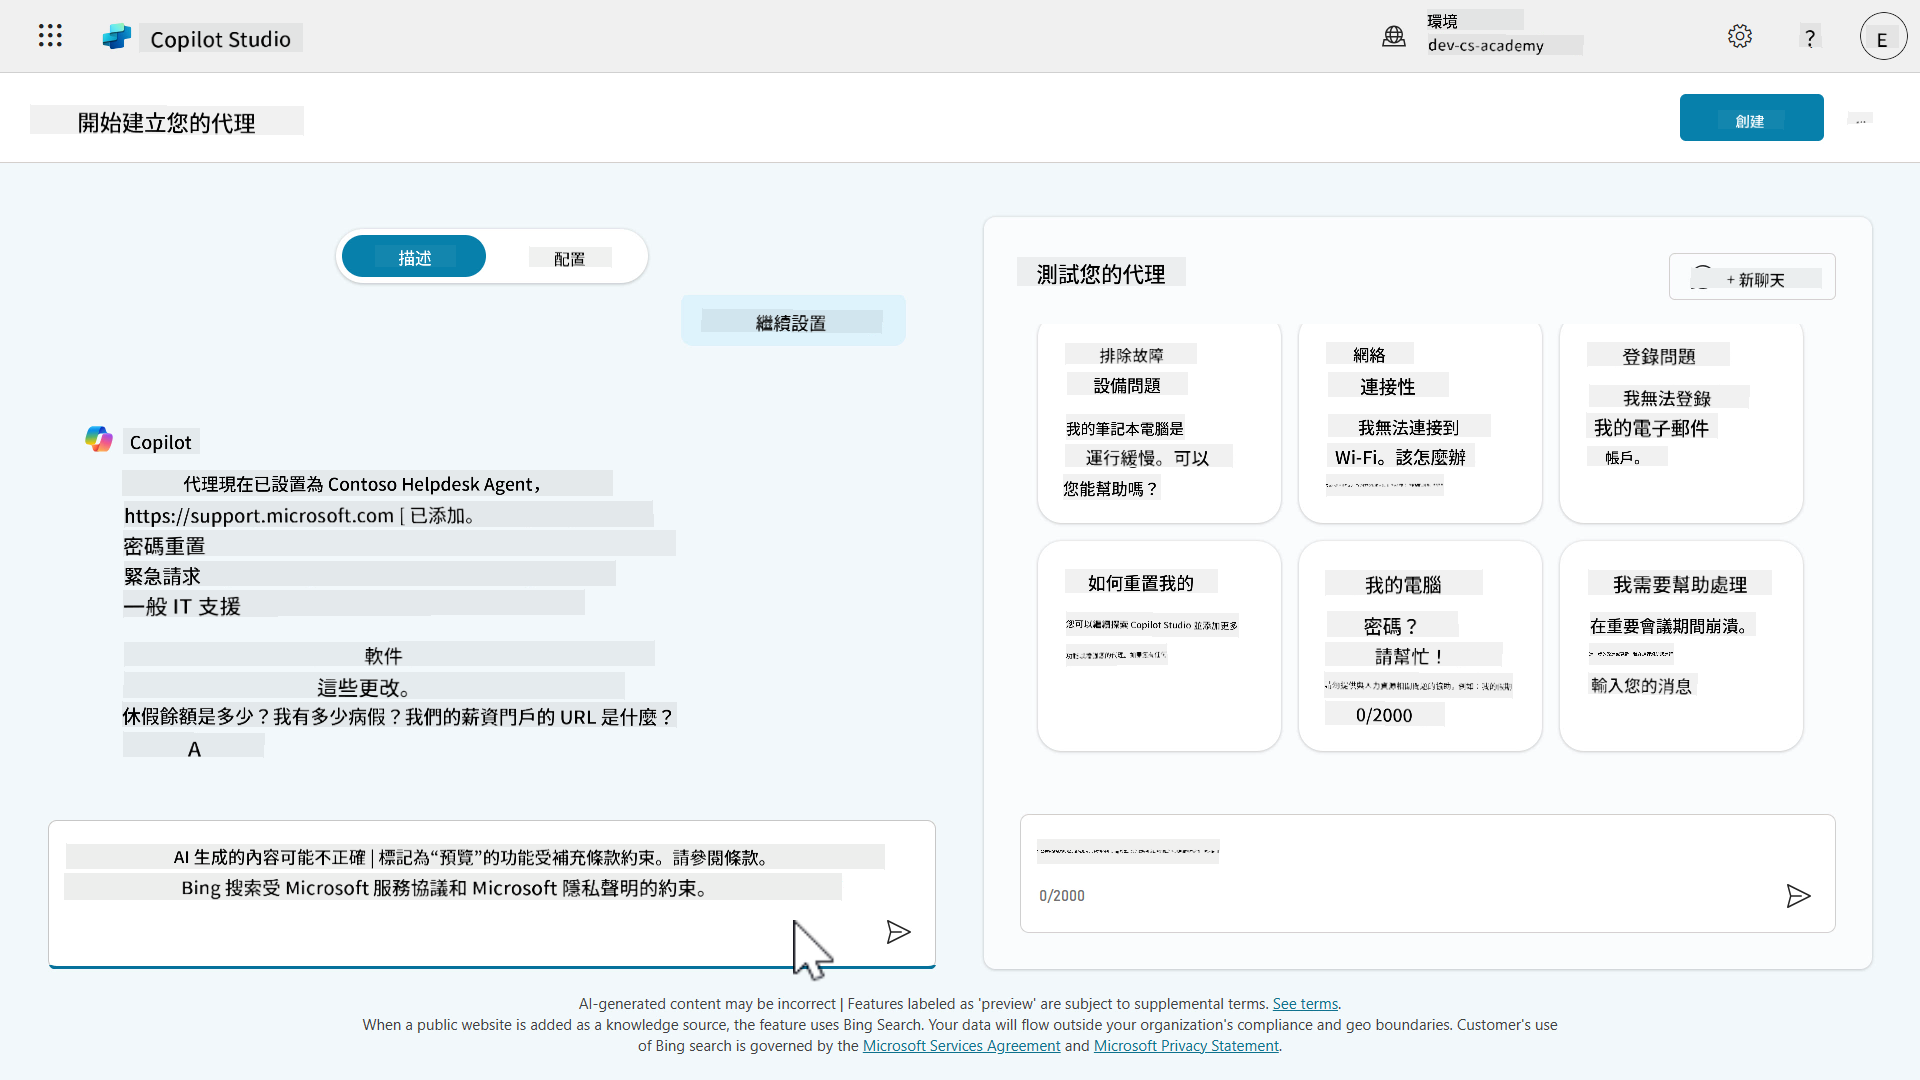 Copilot Studio
環境
dev-cs-academy
?
E
開始建立您的代理
創建
...
描述
配置
繼續設置
Copilot
代理現在已設置為 Contoso Helpdesk Agent，
https://support.microsoft.com [ 已添加。
密碼重置
緊急請求
一般 IT 支援
軟件
這些更改。
休假餘額是多少？我有多少病假？我們的薪資門戶的 URL 是什麼？
A
AI 生成的內容可能不正確 | 標記為“預覽”的功能受補充條款約束。請參閱條款。
Bing 搜索受 Microsoft 服務協議和 Microsoft 隱私聲明的約束。
測試您的代理
+ 新聊天
排除故障
設備問題
我的筆記本電腦是
運行緩慢。可以
您能幫助嗎？
網絡
連接性
我無法連接到
Wi-Fi。該怎麼辦
登錄問題
我無法登錄
我的電子郵件
帳戶。
如何重置我的
您可以繼續探索 Copilot Studio 並添加更多
我的電腦
密碼？
請幫忙！
0/2000
我需要幫助處理
在重要會議期間崩潰。
輸入您的消息
0/2000
AI-generated content may be incorrect | Features labeled as 'preview' are subject to supplemental terms. See terms.
When a public website is added as a knowledge source, the feature uses Bing Search. Your data will flow outside your organization's compliance and geo boundaries. Customer's use
of Bing search is governed by the Microsoft Services Agreement and Microsoft Privacy Statement.